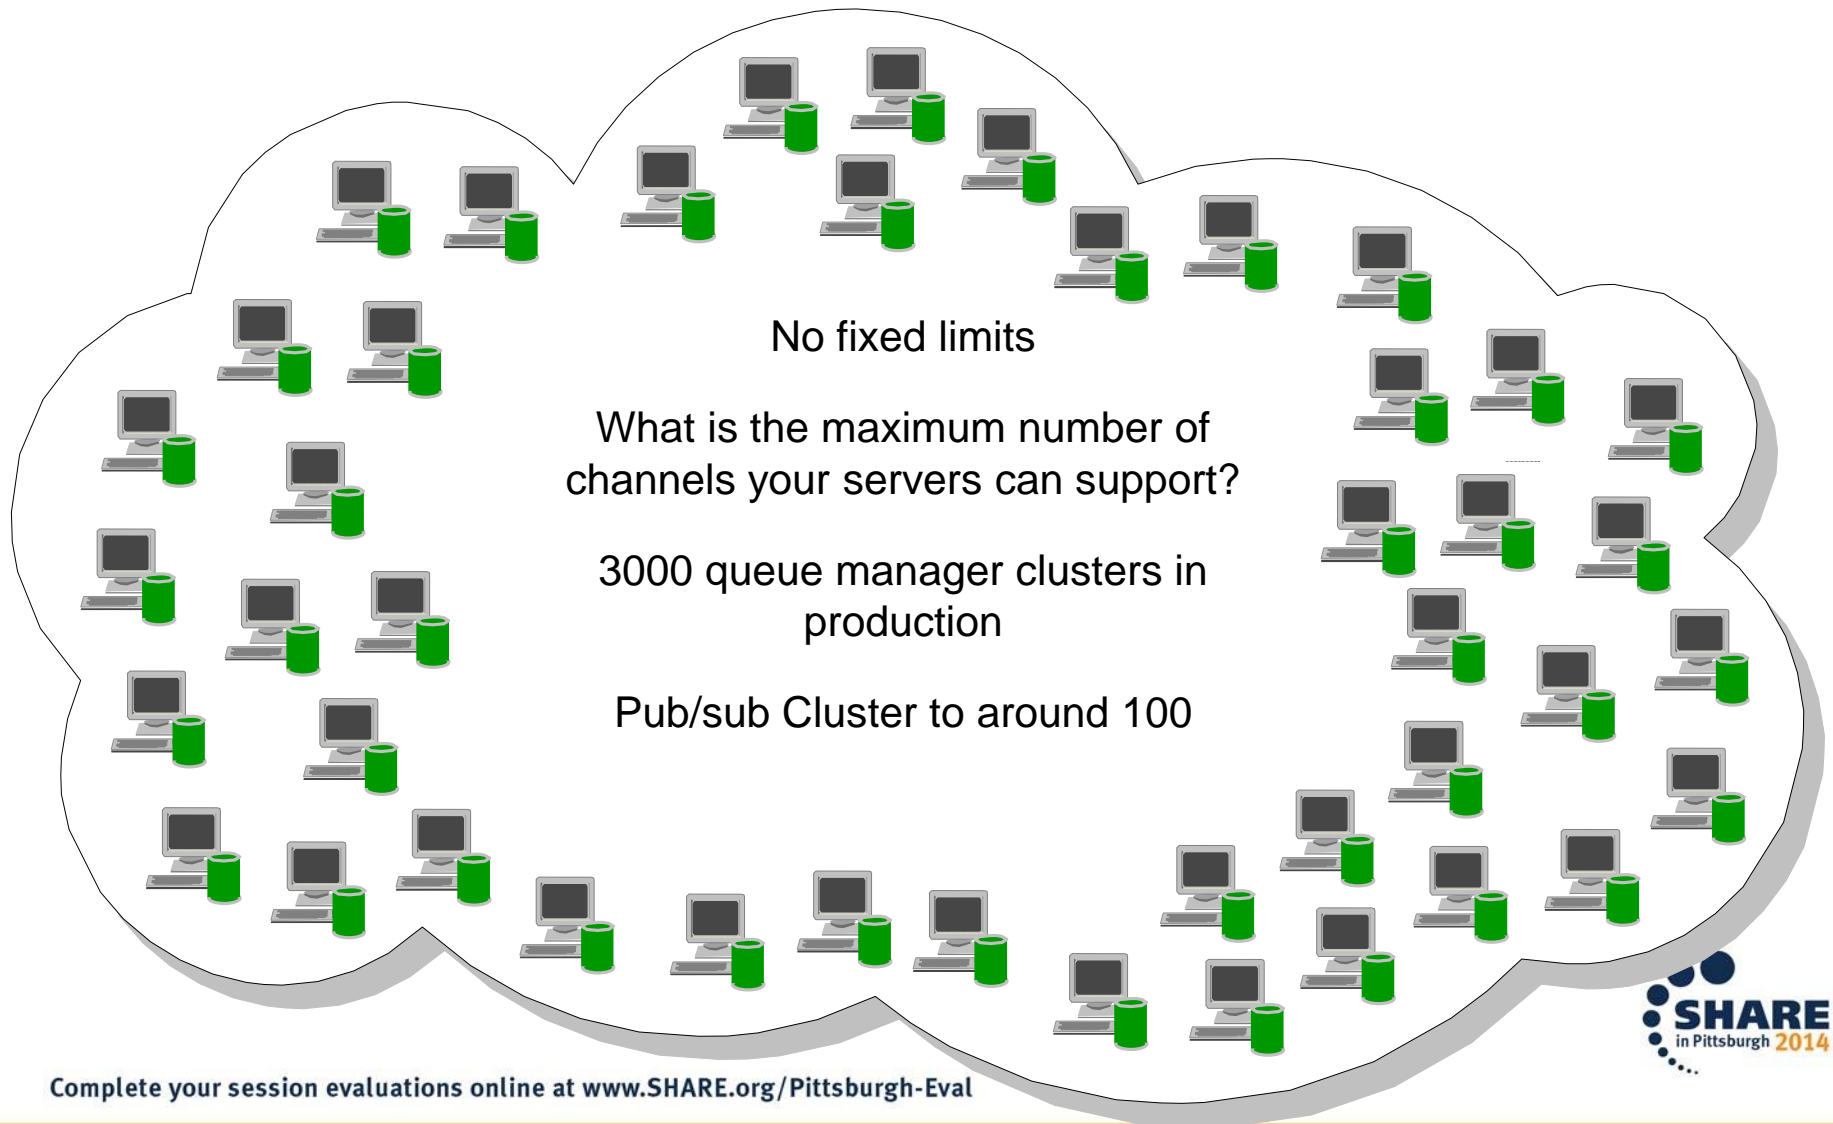 No fixed limits
What is the maximum number of
channels your servers can support?
3000 queue manager clusters in
production
Pub/sub Cluster to around 100
SHARE
in Pittsburgh 2014
Complete your session evaluations online at www.SHARE.org/Pittsburgh-Eval